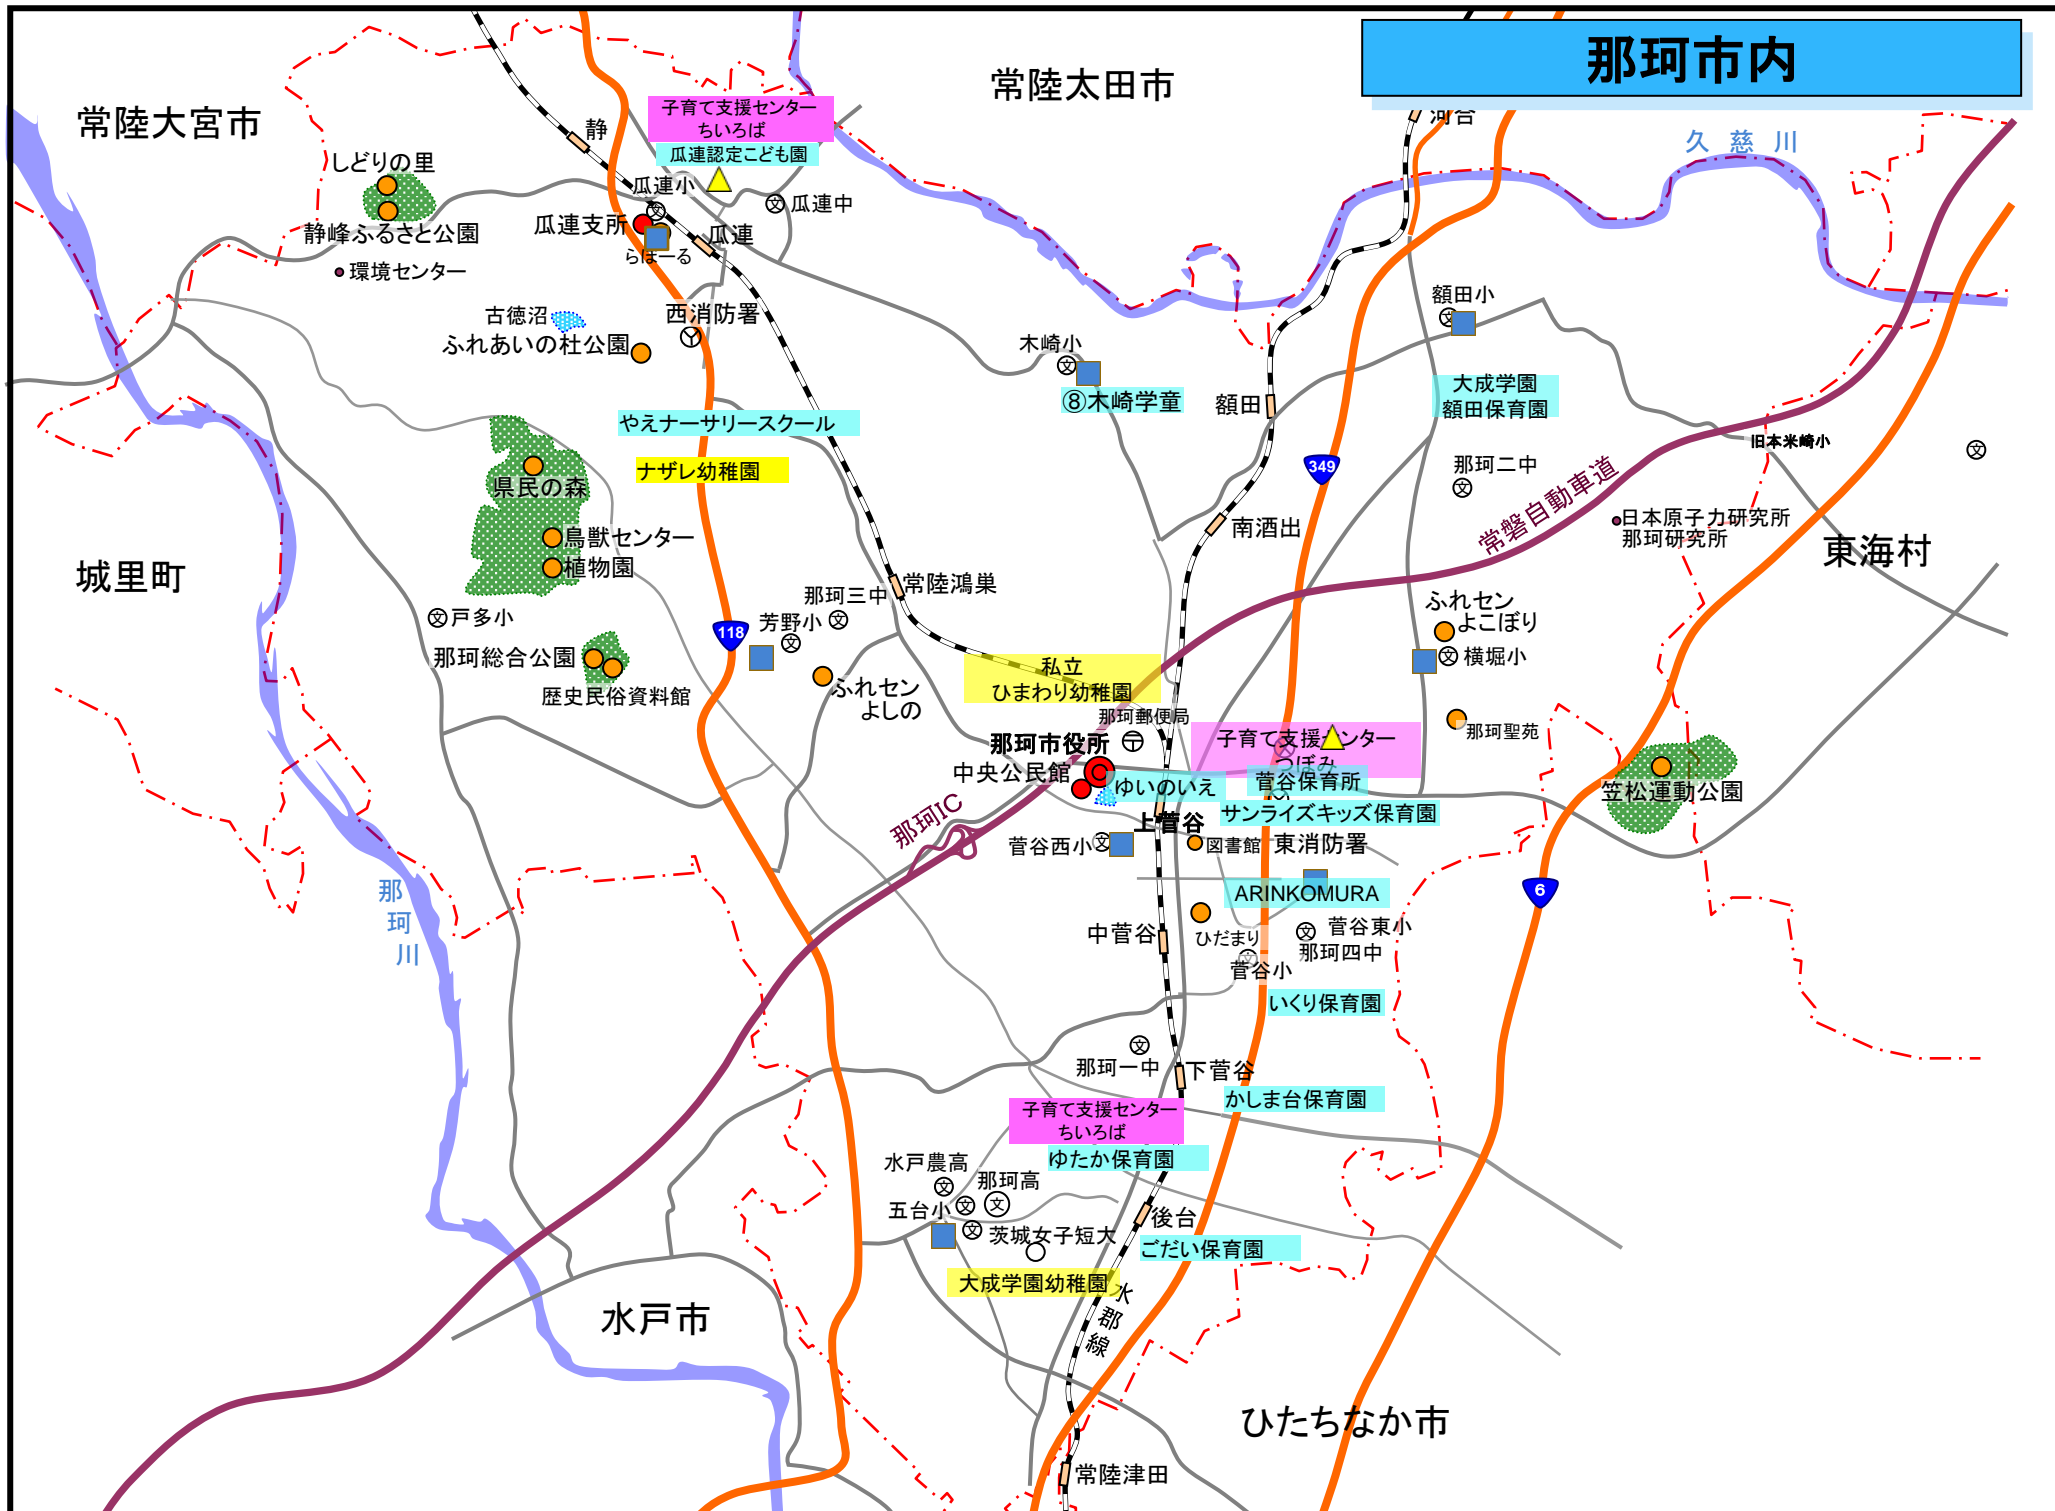 那珂市内
常陸大宮市
常陸太田市
子育て支援センター
ちいろば
瓜連認定こども園
静
河合
久慈川
しどりの里
静峰ふるさと公園
環境センター
瓜連小
瓜連中
瓜連支所
瓜連
らぽーる
古徳沼
西消防署
ふれあいの杜公園
木崎小
⑧木崎学童
額田小
額田
大成学園
額田保育園
旧本米崎小
やえナーサリースクール
ナザレ幼稚園
349
那珂二中
常磐自動車道
日本原子力研究所
那珂研究所
東海村
県民の森
鳥獣センター
植物園
南酒出
城里町
戸多小
常陸鴻巣
那珂三中
芳野小
118
ふれセン
よこぼり
横堀小
那珂総合公園
歴史民俗資料館
ふれセン
よしの
私立
ひまわり幼稚園
那珂郵便局
那珂聖苑
那珂市役所
中央公民館
ゆいのいえ
子育て支援センター
つぼみ
菅谷保育所
サンライズキッズ保育園
笠松運動公園
那珂IC
上菅谷
菅谷西小
図書館
東消防署
ARINKOMURA
6
那珂川
中菅谷
ひだまり
菅谷東小
那珂四中
菅谷小
いくり保育園
那珂一中
下菅谷
かしま台保育園
子育て支援センター
ちいろば
ゆたか保育園
水戸農高
那珂高
五台小
茨城女子短大
後台
ごだい保育園
大成学園幼稚園
水郡線
水戸市
ひたちなか市
常陸津田